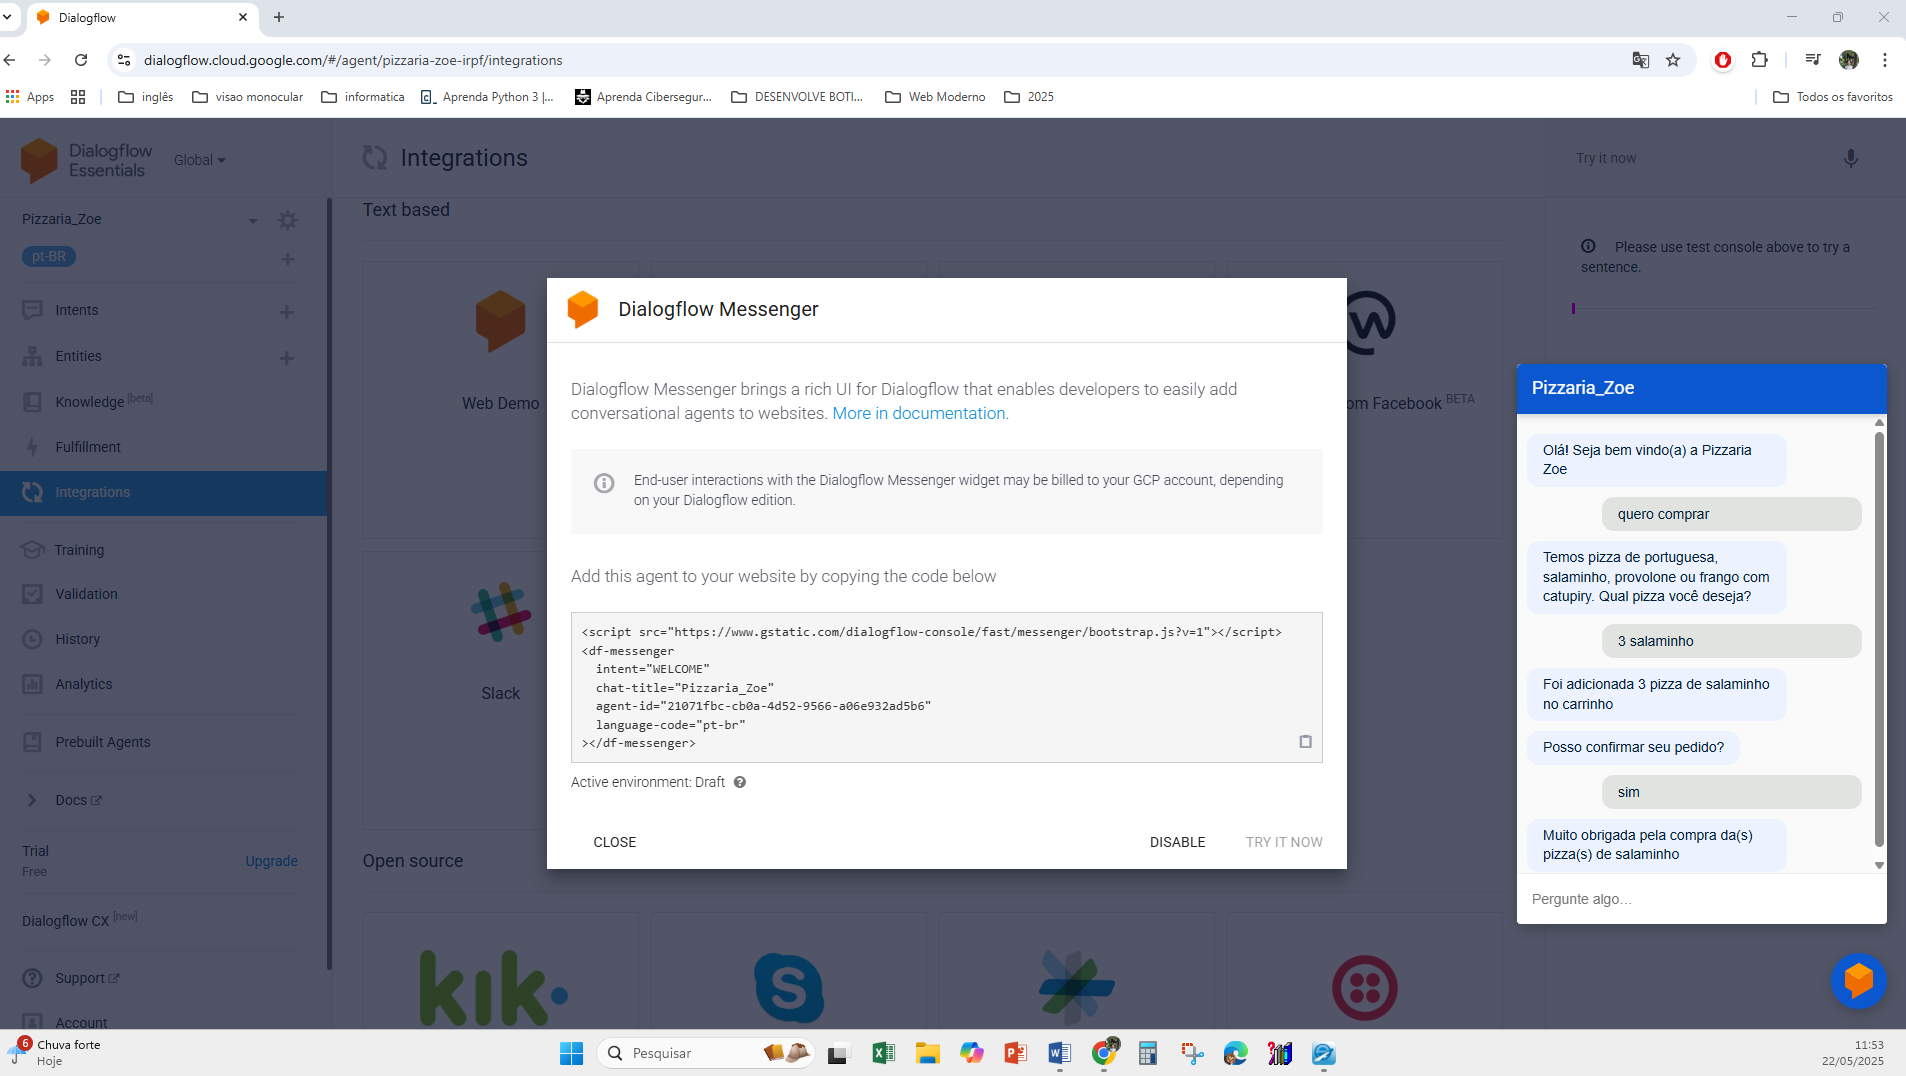 Dialogflow
dialogflow.cloud.google.com/#/agent/pizzaria-zoe-irpf/integrations
Apps
inglês
visao monocular
informatica
Aprenda Python 3 |...
Aprenda Cibersegur...
DESENVOLVE BOTI...
Web Moderno
2025
Todos os favoritos
Dialogflow
Essentials
Global
Integrations
Try it now
Pizzaria_Zoe
pt-BR
Intents
Entities
Knowledge [beta]
Fulfillment
Integrations
Training
Validation
History
Analytics
Prebuilt Agents
Docs
Trial
Free
Upgrade
Dialogflow CX [new]
Support
Account
Text based
Web Demo
om Facebook BETA
Slack
Open source
kik
S
Please use test console above to try a
sentence.
Dialogflow Messenger
Dialogflow Messenger brings a rich UI for Dialogflow that enables developers to easily add
conversational agents to websites. More in documentation.
End-user interactions with the Dialogflow Messenger widget may be billed to your GCP account, depending
on your Dialogflow edition.
Add this agent to your website by copying the code below
<script src="https://www.gstatic.com/dialogflow-console/fast/messenger/bootstrap.js?v=1"></script>
<df-messenger
intent="WELCOME"
chat-title="Pizzaria_Zoe"
agent-id="21071fbc-cb0a-4d52-9566-a06e932ad5b6"
language-code="pt-br"
></df-messenger>
Active environment: Draft
CLOSE
DISABLE
TRY IT NOW
Pizzaria_Zoe
Olá! Seja bem vindo(a) a Pizzaria
Zoe
quero comprar
Temos pizza de portuguesa,
salaminho, provolone ou frango com
catupiry. Qual pizza você deseja?
3 salaminho
Foi adicionada 3 pizza de salaminho
no carrinho
Posso confirmar seu pedido?
sim
Muito obrigada pela compra da(s)
pizza(s) de salaminho
Pergunte algo...
6
Chuva forte
Hoje
Pesquisar
11:53
22/05/2025